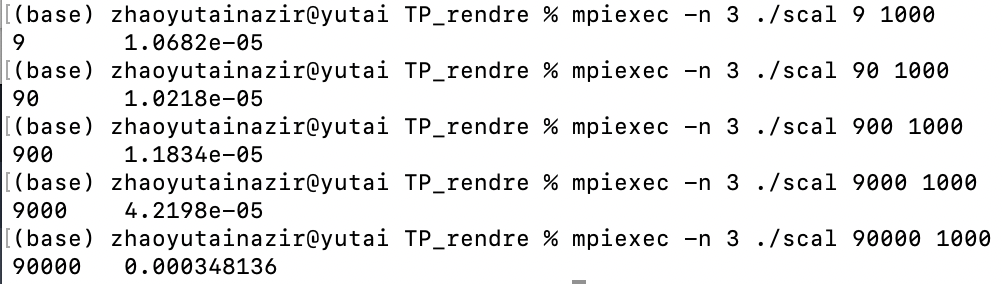 (base) zhaoyutainazir@yutai TP_rendre % mpiexec -n 3 ./scal 9 1000
9 1.0682e-05
[(base) zhaoyutainazir@yutai TP_rendre % mpiexec -n 3 ./scal 90 1000
90 1.0218e-05
[(base) zhaoyutainazir@yutai TP_rendre % mpiexec -n 3 ./scal 900 1000
900 1.1834e-05
[(base) zhaoyutainazir@yutai TP_rendre % mpiexec -n 3 ./scal 9000 1000
9000 4.2198e-05
[(base) zhaoyutainazir@yutai TP_rendre % mpiexec -n 3 ./scal 90000 1000
90000 0.000348136